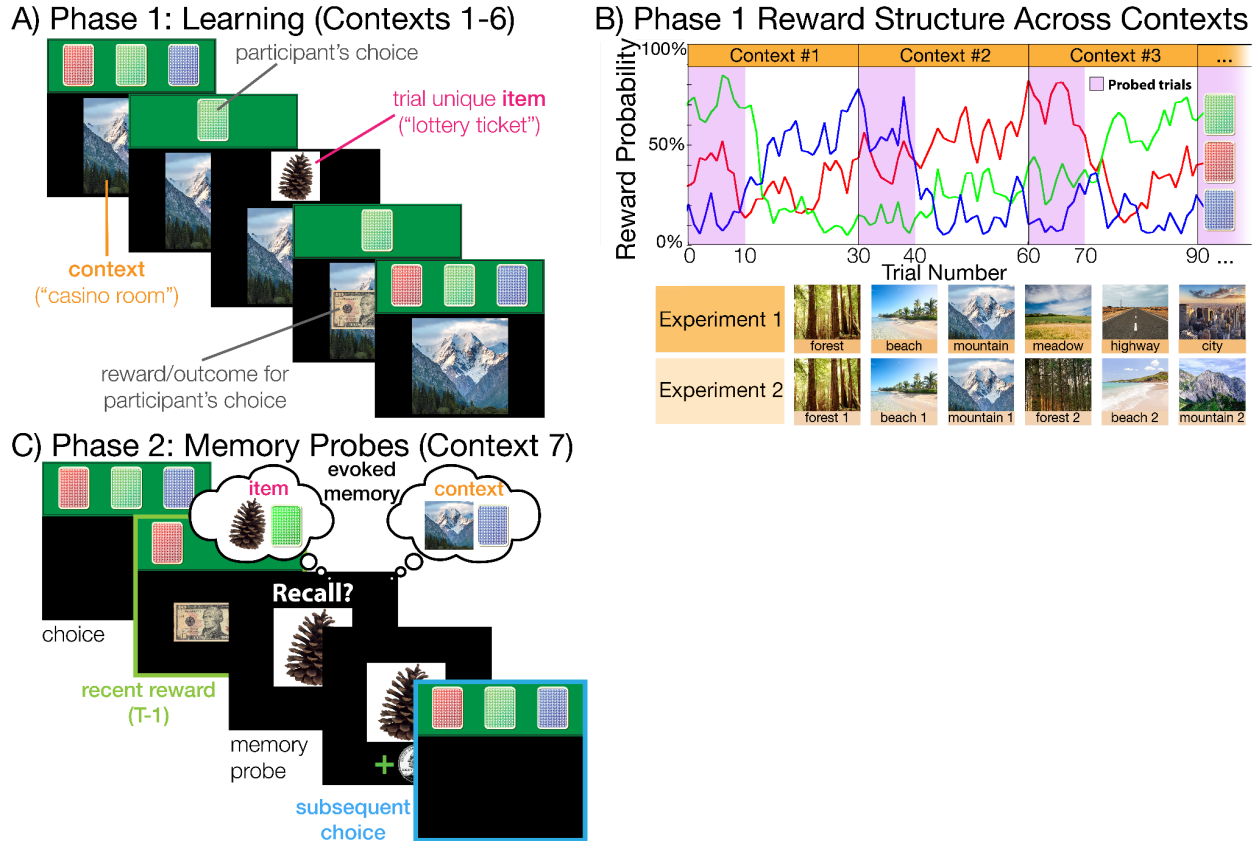 A) Phase 1: Learning (Contexts 1-6)
participant's choice
trial unique item
("lottery ticket")
context
("casino room")
reward/outcome for
participant's choice
B) Phase 1 Reward Structure Across Contexts
Reward Probability
100%
50%
0%
Context #1
Context #2
Context #3
...
Probed trials
0
10
30
40
60
70
90
...
Trial Number
Experiment 1
forest
beach
mountain
meadow
highway
city
Experiment 2
forest 1
beach 1
mountain 1
forest 2
beach 2
mountain 2
C) Phase 2: Memory Probes (Context 7)
evoked
memory
item
context
Recall?
choice
recent reward
(T-1)
memory
probe
+
subsequent
choice